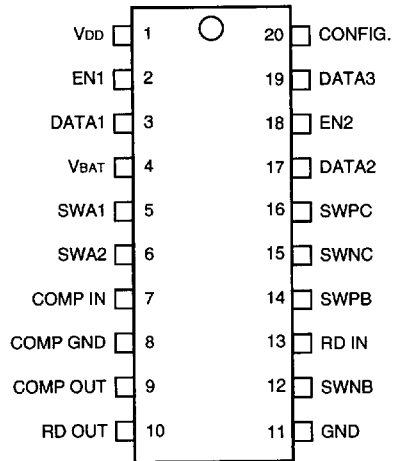 VDD 1 20 CONFIG.
EN1 2 19 DATA3
DATA1 3 18 EN2
VBAT 4 17 DATA2
SWA1 5 16 SWPC
SWA2 6 15 SWNC
COMP IN 7 14 SWPB
COMP GND 8 13 RD IN
COMP OUT 9 12 SWNB
RD OUT 10 11 GND